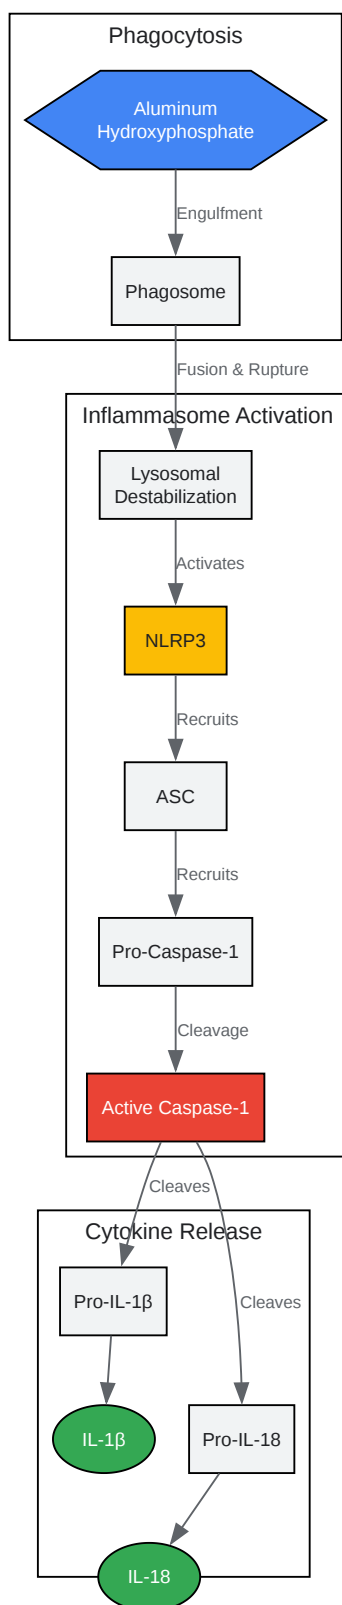 Phagocytosis
Aluminum
Hydroxyphosphate
Engulfment
Phagosome
Fusion & Rupture
Inflammasome Activation
Lysosomal
Destabilization
Activates
NLRP3
Recruits
ASC
Recruits
Pro-Caspase-1
Cleavage
Active Caspase-1
Cleaves
Cytokine Release
Pro-IL-1β
Cleaves
IL-1β
Pro-IL-18
IL-18